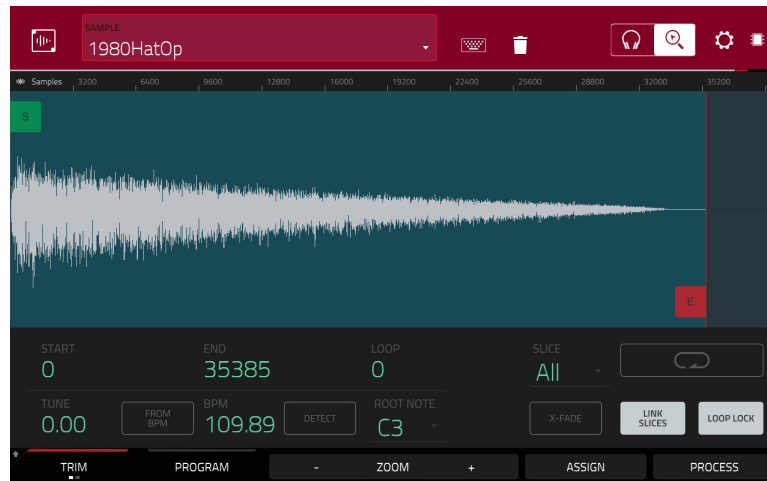 SAMPLE
1980HatOp
Samples 3200 6400 9600 12800 16000 19200 22400 25600 28800 32000 35200
S
E
START END LOOP SLICE
0 35385 0 All
TUNE FROM BPM BPM DETECT ROOT NOTE X-FADE LINK SLICES LOOP LOCK
0.00 109.89 C3
TRIM PROGRAM - ZOOM + ASSIGN PROCESS